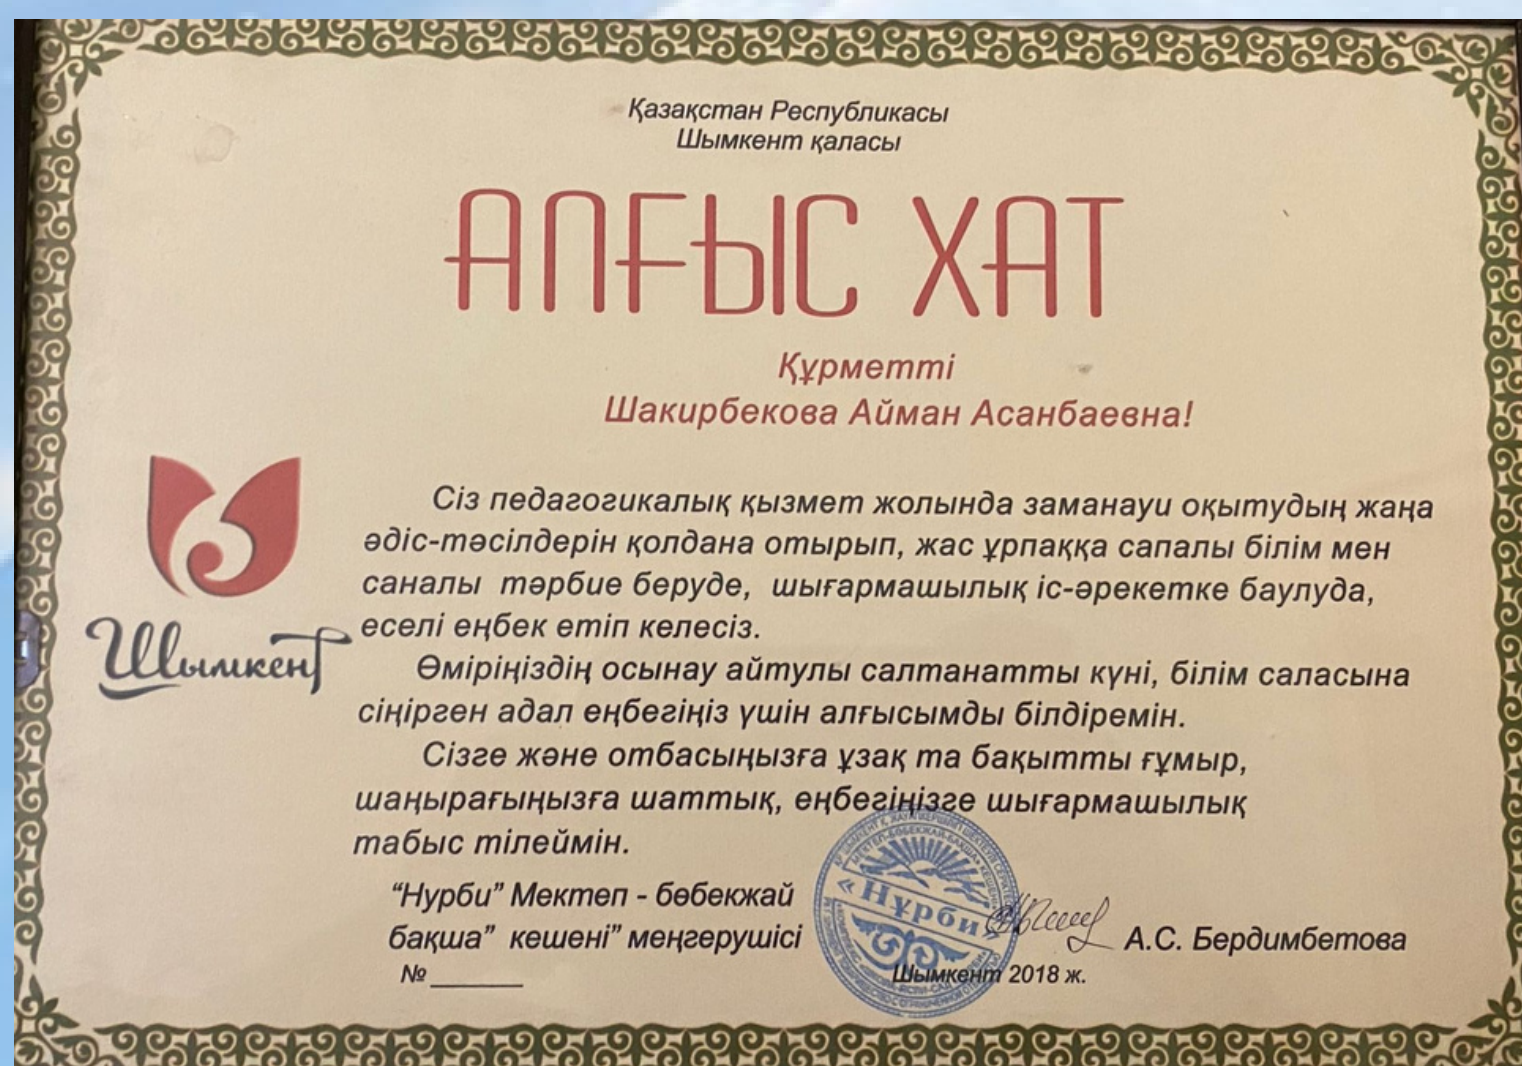 Қазақстан Республикасы
Шымкент қаласы
АЛҒЫС ХАТ
Құрметті
Шакирбекова Айман Асанбаевна!
Сіз педагогикалық қызмет жолында заманауи оқытудың жаңа
әдіс-тәсілдерін қолдана отырып, жас ұрпаққа сапалы білім мен
саналы тәрбие беруде, шығармашылық іс-әрекетке баулуда,
еселі еңбек етіп келесіз.
Шымкент
Өміріңіздің осынау айтулы салтанатты күні, білім саласына
сіңірген адал еңбегіңіз үшін алғысымды білдіремін.
Сізге және отбасыңызға ұзақ та бақытты ғұмыр,
шаңырағыңызға шаттық, еңбегіңізге шығармашылық
табыс тілеймін.
“Нурби” Мектеп - бөбекжай
бақша” кешені” меңгерушісі
«Нұрби»
А.С. Бердимбетова
№
Шымкент 2018 ж.